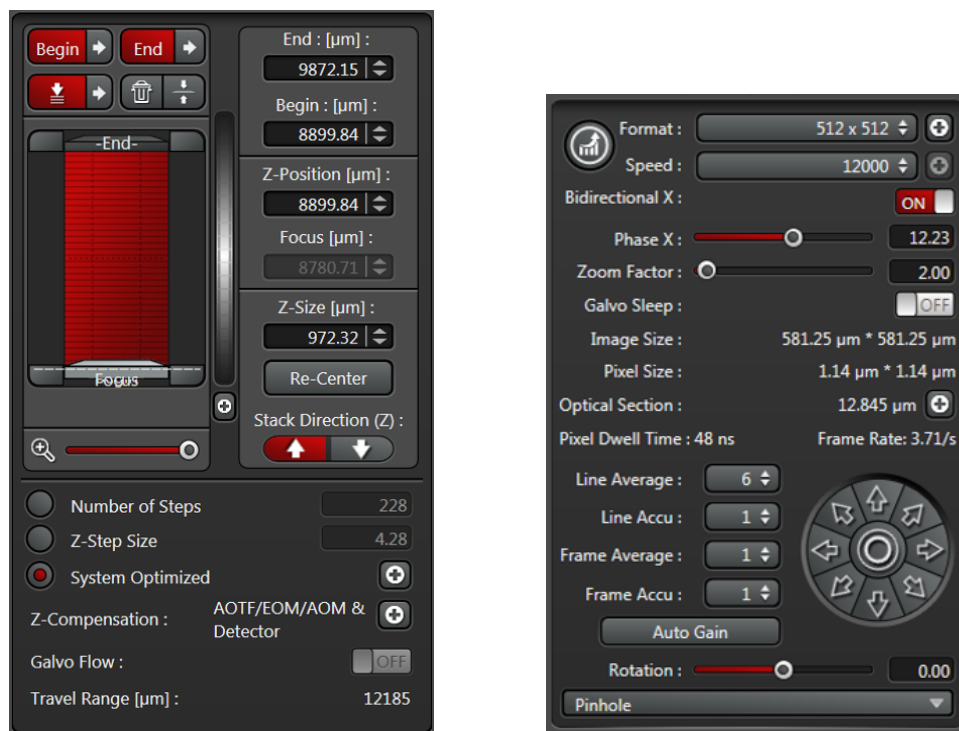 Begin End
-End-
Focus
End : [µm] :
9872.15
Begin : [µm] :
8899.84
Z-Position [µm] :
8899.84
Focus [µm] :
8780.71
Z-Size [µm] :
972.32
Re-Center
Stack Direction (Z) :
Number of Steps 228
Z-Step Size 4.28
System Optimized
Z-Compensation : AOTF/EOM/AOM &
Detector
Galvo Flow : OFF
Travel Range [µm] : 12185
Format : 512 x 512
Speed : 12000
Bidirectional X : ON
Phase X : 12.23
Zoom Factor : 2.00
Galvo Sleep : OFF
Image Size : 581.25 µm * 581.25 µm
Pixel Size : 1.14 µm * 1.14 µm
Optical Section : 12.845 µm
Pixel Dwell Time : 48 ns Frame Rate: 3.71/s
Line Average : 6
Line Accu : 1
Frame Average : 1
Frame Accu : 1
Auto Gain
Rotation : 0.00
Pinhole